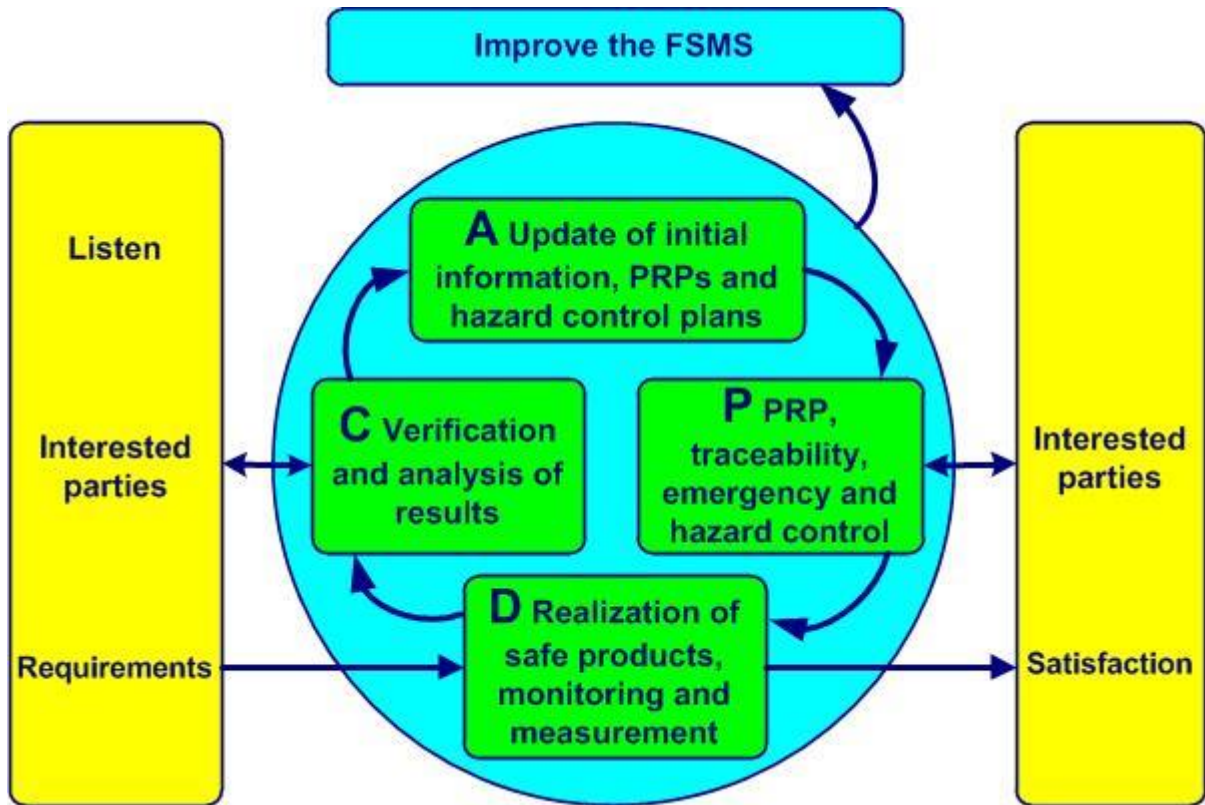 Improve the FSMS
Listen
Interested
parties
Requirements
A Update of initial
information, PRPs and
hazard control plans
C Verification
and analysis of
results
P PRP,
traceability,
emergency and
hazard control
D Realization of
safe products,
monitoring and
measurement
Interested
parties
Satisfaction